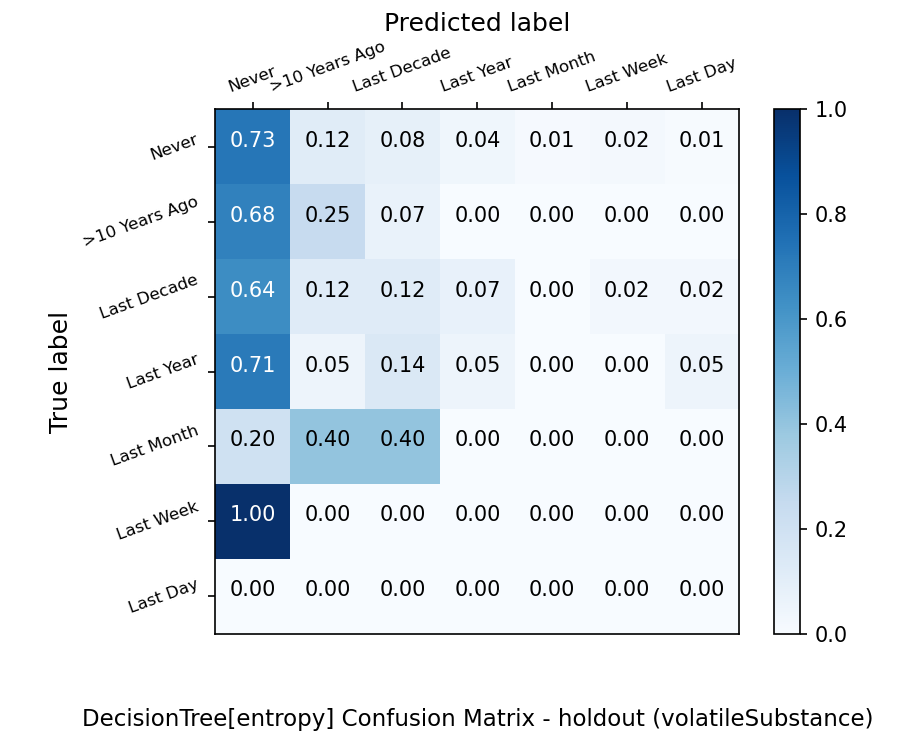 Predicted label
Never >10 Years Ago Last Decade Last Year Last Month Last Week Last Day
1.0
Never 0.73 0.12 0.08 0.04 0.01 0.02 0.01
0.8
>10 Years Ago 0.68 0.25 0.07 0.00 0.00 0.00 0.00
Last Decade 0.64 0.12 0.12 0.07 0.00 0.02 0.02
0.6
True label
Last Year 0.71 0.05 0.14 0.05 0.00 0.00 0.05
0.4
Last Month 0.20 0.40 0.40 0.00 0.00 0.00 0.00
Last Week 1.00 0.00 0.00 0.00 0.00 0.00 0.00
0.2
Last Day 0.00 0.00 0.00 0.00 0.00 0.00 0.00
0.0
DecisionTree[entropy] Confusion Matrix - holdout (volatileSubstance)